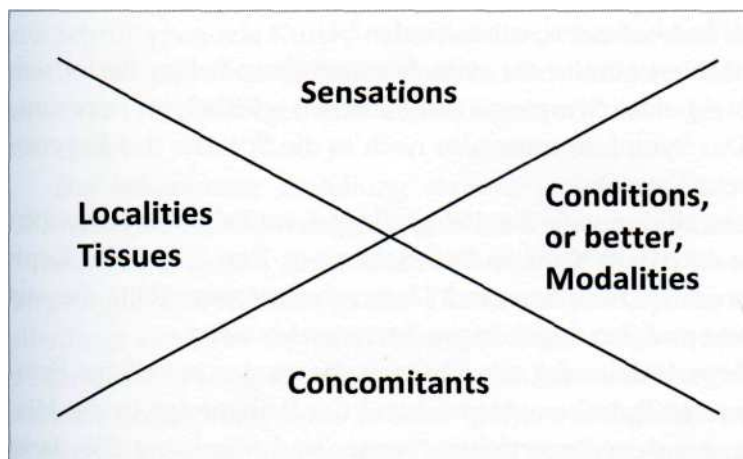 Sensations
Localities
Tissues
Conditions,
or better,
Modalities
Concomitants